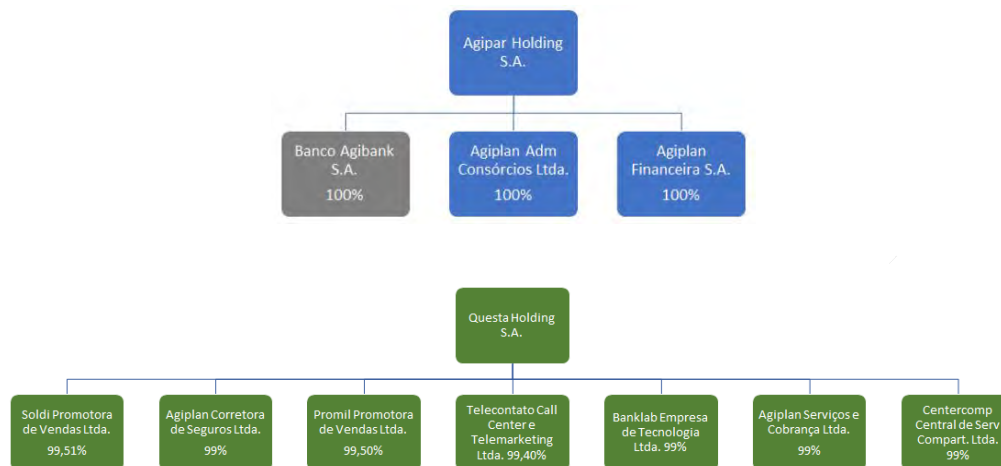 Agipar Holding
S.A.
Banco Agibank
S.A.
100%
Agiplan Adm
Consórcios Ltda.
100%
Agiplan
Financeira S.A.
100%
Questa Holding
S.A.
Soldi Promotora
de Vendas Ltda.
99,51%
Agiplan Corretora
de Seguros Ltda.
99%
Promil Promotora
de Vendas Ltda.
99,50%
Telecontato Call
Center e
Telemarketing
Ltda. 99,40%
Banklab Empresa
de Tecnologia
Ltda. 99%
Agiplan Serviços e
Cobrança Ltda.
99%
Centercomp
Central de Serv
Compart. Ltda.
99%